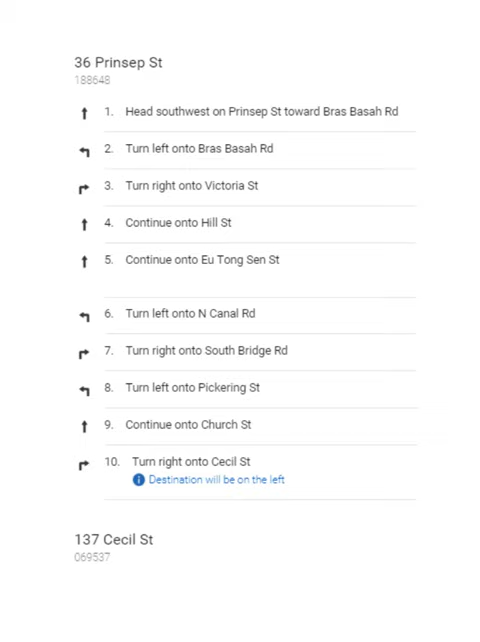 36 Prinsep St
188648
1. Head southwest on Prinsep St toward Bras Basah Rd
2. Turn left onto Bras Basah Rd
3. Turn right onto Victoria St
4. Continue onto Hill St
5. Continue onto Eu Tong Sen St
6. Turn left onto N Canal Rd
7. Turn right onto South Bridge Rd
8. Turn left onto Pickering St
9. Continue onto Church St
10. Turn right onto Cecil St
Destination will be on the left
137 Cecil St
069537